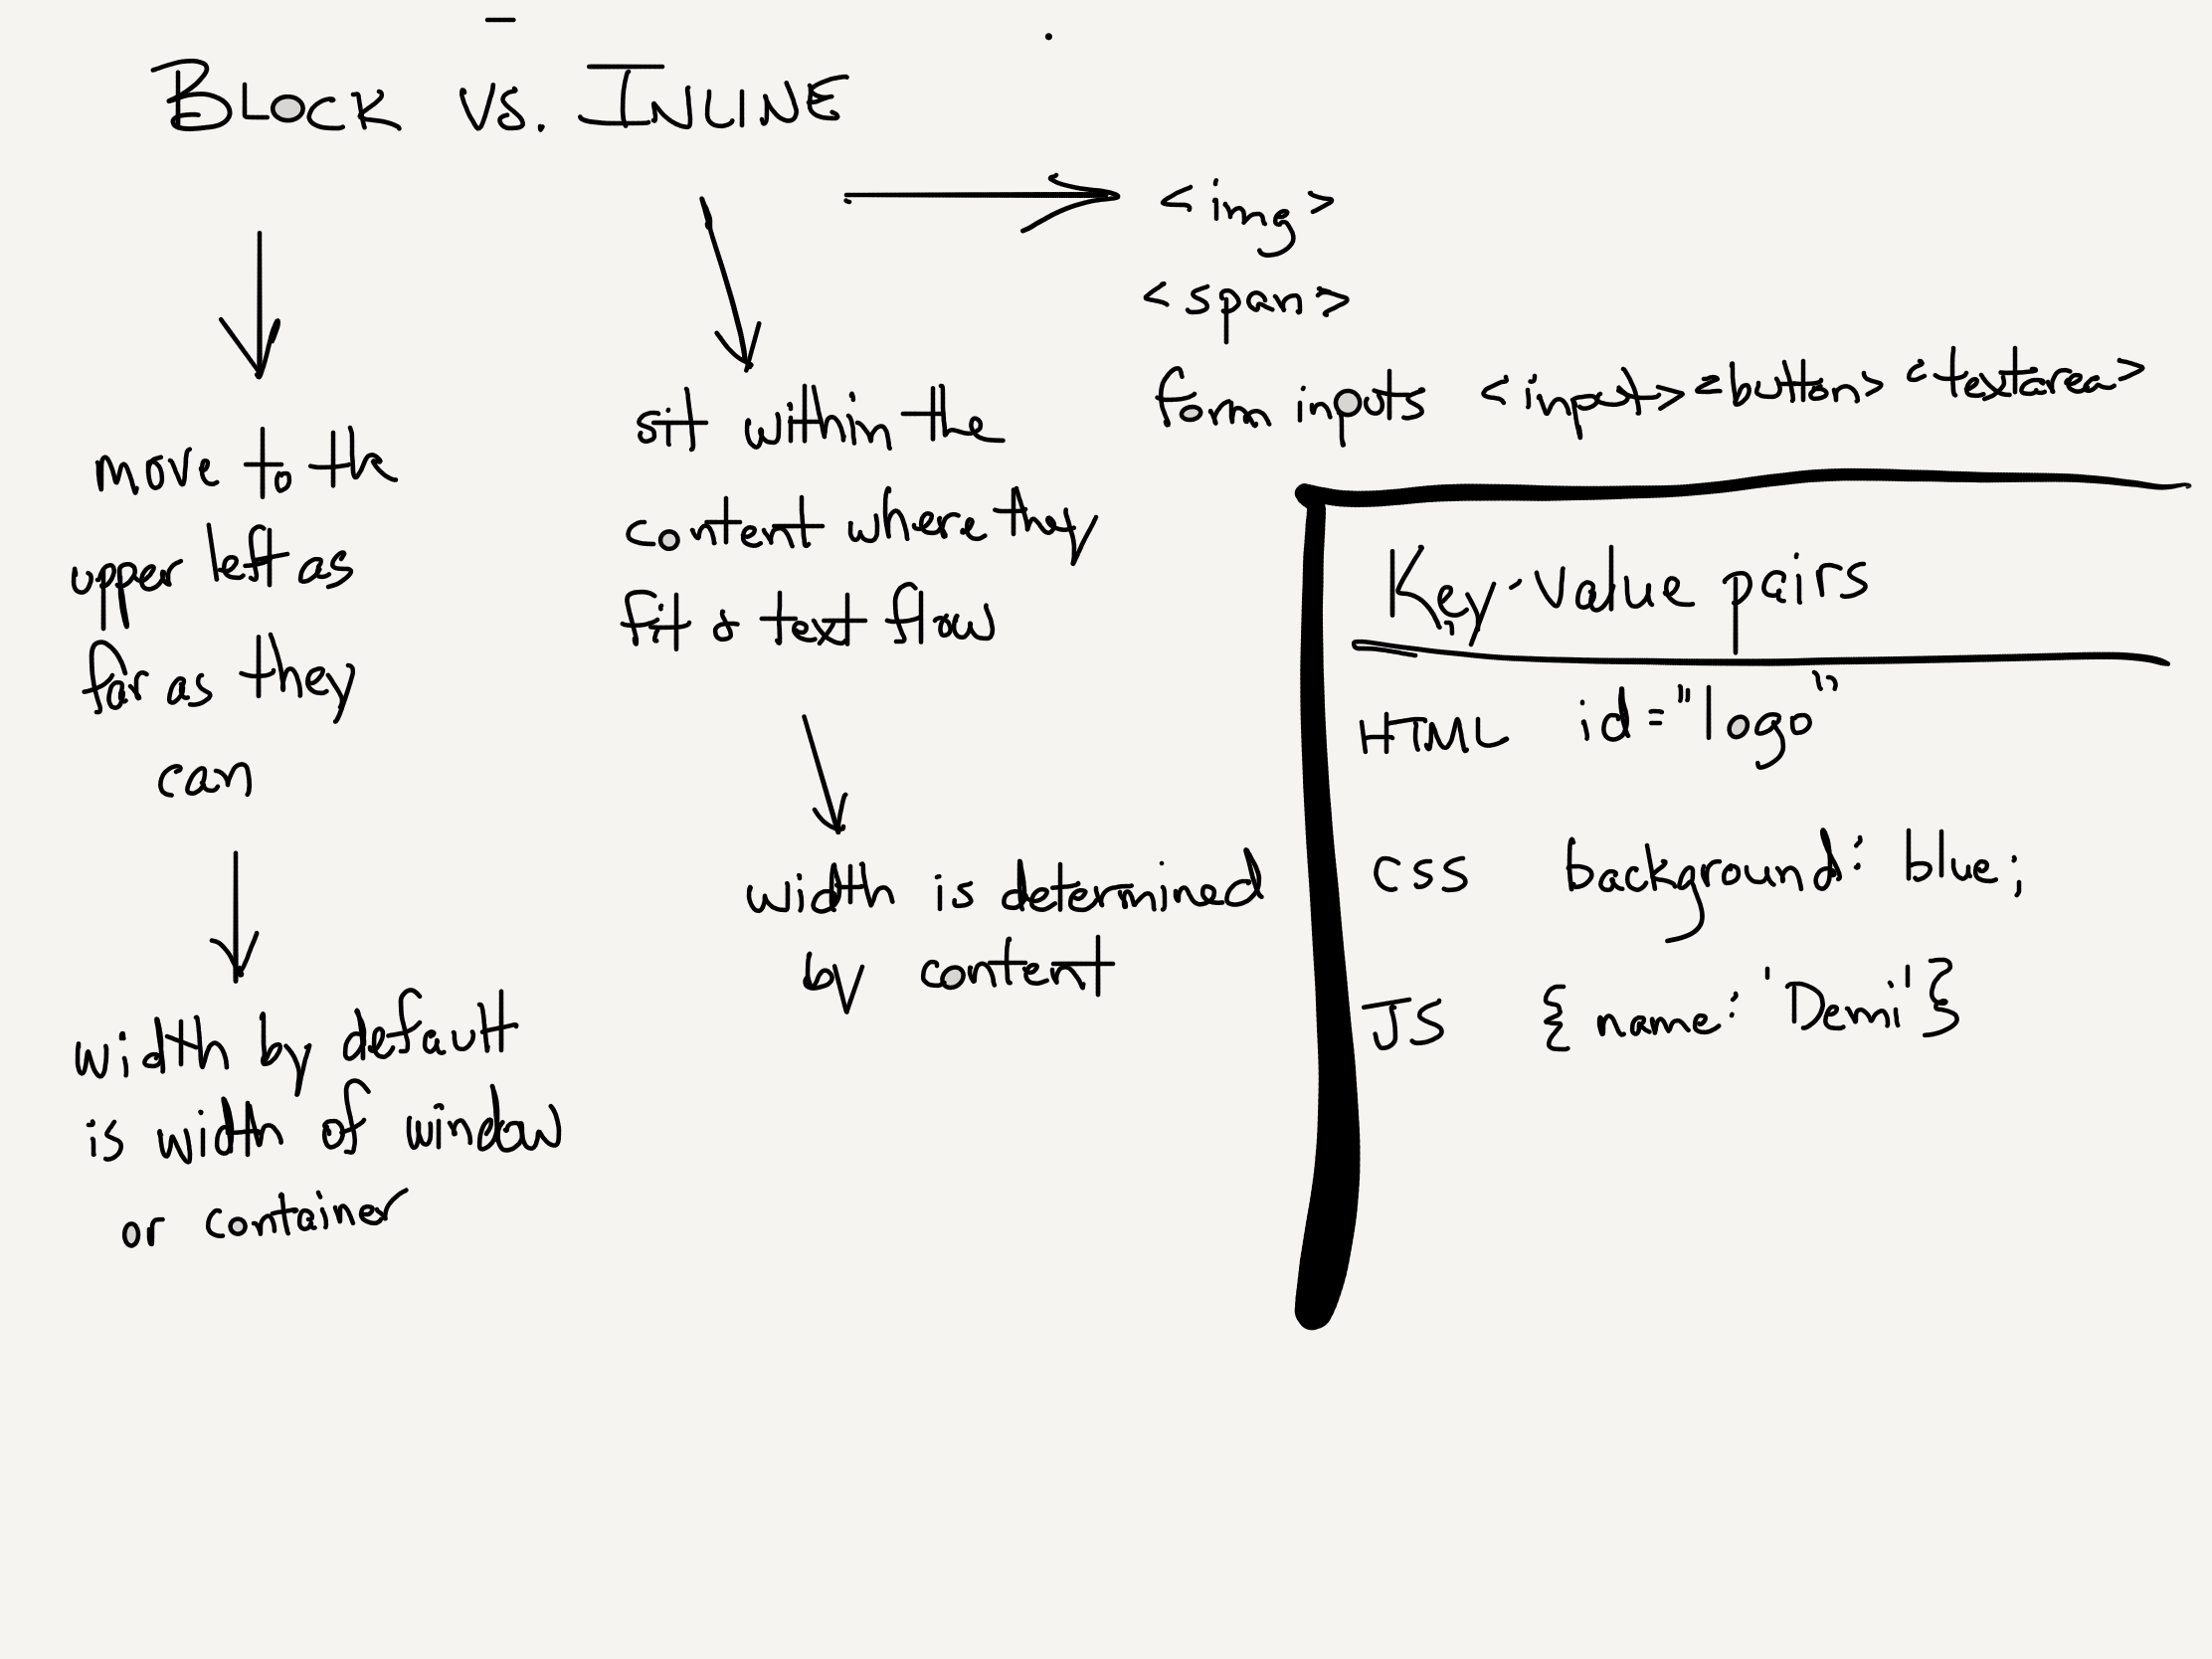 BLOCK VS. INLINE
<img>
<span>
form inputs <input> <button> <textarea>
move to the
upper left as
far as they
can
width by default
is width of window
or container
sit within the
content where they
fit & text flow
width is determined
by content
Key-value pairs
HTML id="logo"
CSS background: blue;
JS { name: 'Demi' }